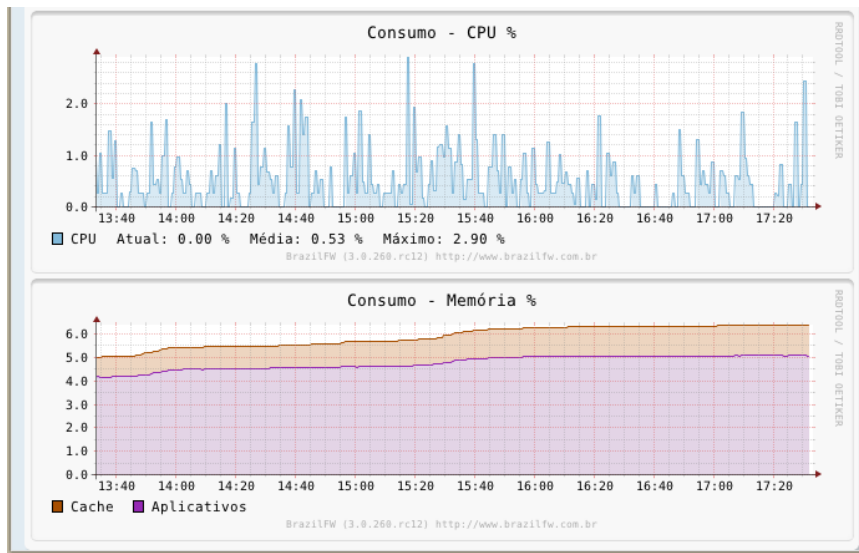 Consumo - CPU %
RRDTOOL / TOBI OETIKER
2.0
1.0
0.0
13:40 14:00 14:20 14:40 15:00 15:20 15:40 16:00 16:20 16:40 17:00 17:20
CPU Atual: 0.00 % Média: 0.53 % Máximo: 2.90 %
BrazilFW (3.0.260.rc12) http://www.brazilfw.com.br
Consumo - Memória %
RRDTOOL / TOBI OETIKER
6.0
5.0
4.0
3.0
2.0
1.0
0.0
13:40 14:00 14:20 14:40 15:00 15:20 15:40 16:00 16:20 16:40 17:00 17:20
Cache Aplicativos
BrazilFW (3.0.260.rc12) http://www.brazilfw.com.br